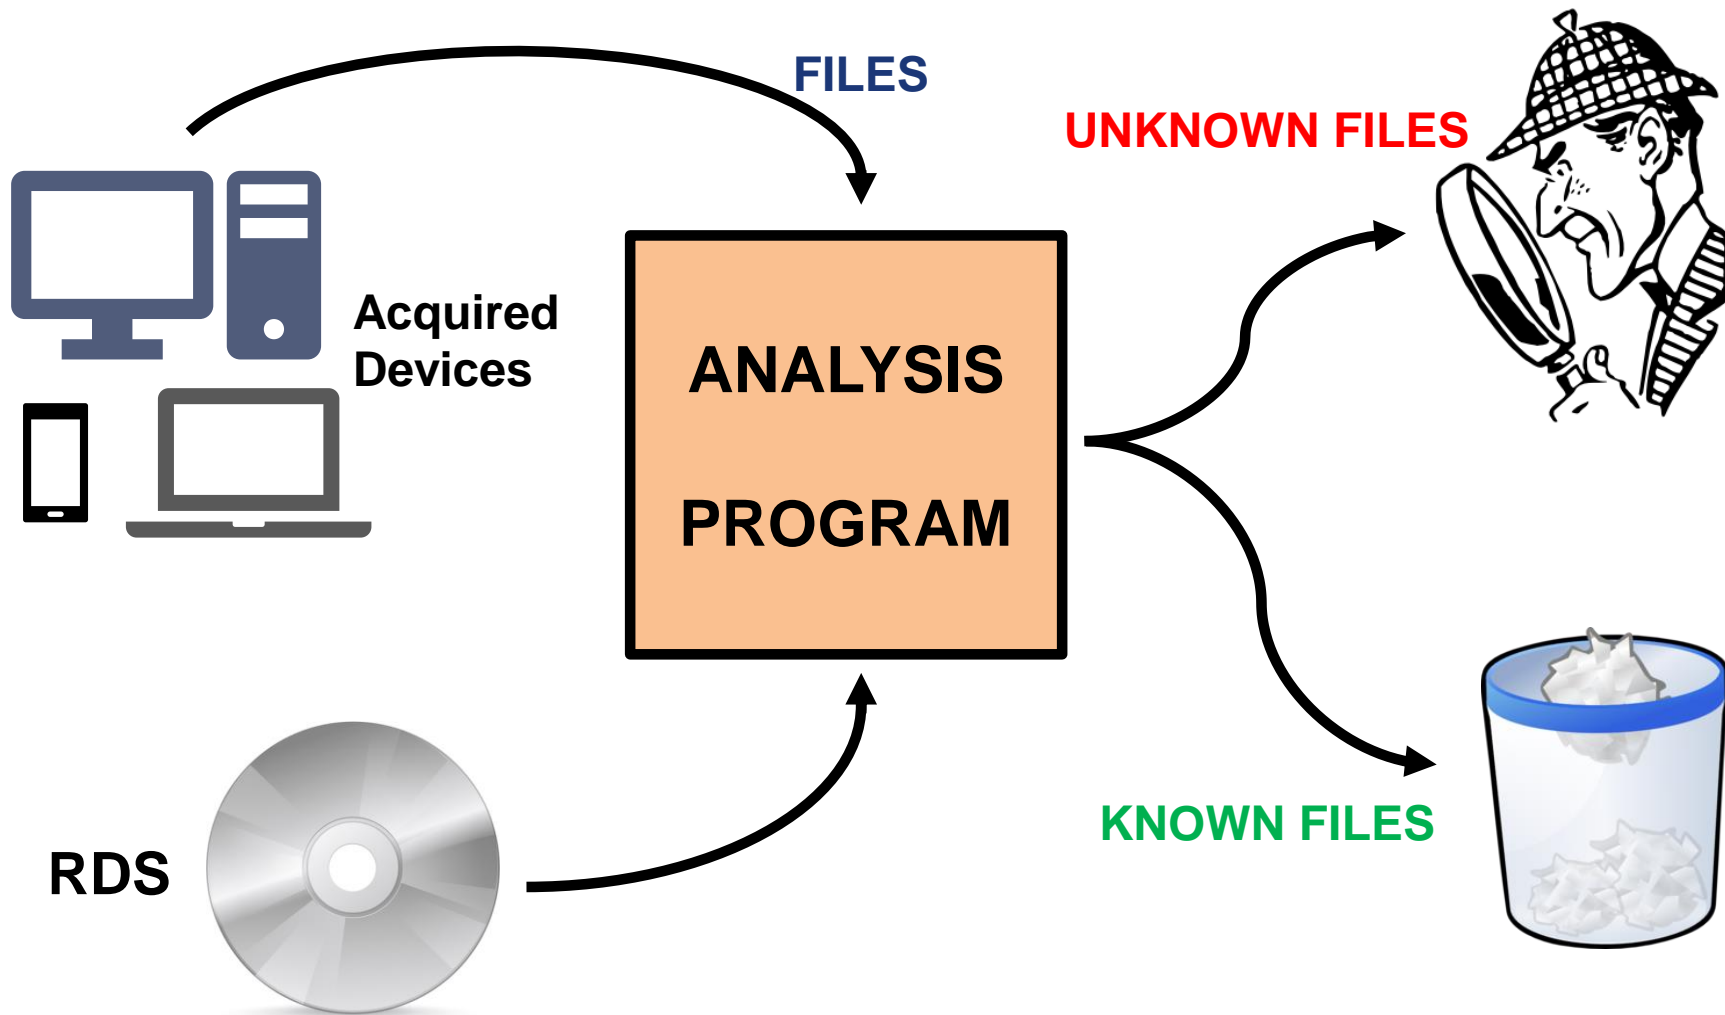 FILES
UNKNOWN FILES
Acquired
Devices
ANALYSIS
PROGRAM
KNOWN FILES
RDS